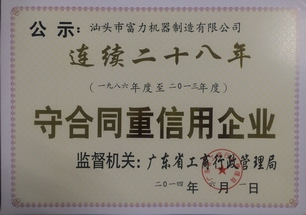 公示：汕头市富力机器制造有限公司
连续二十八年
（一九八六年度至二〇一三年度）
守合同重信用企业
监督机关：广东省工商行政管理局
二〇一四年 月 日